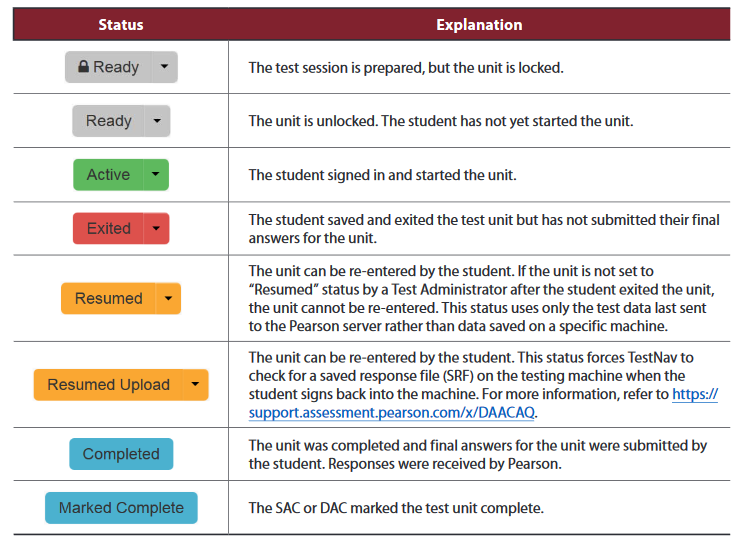 Status Explanation
Ready
The test session is prepared, but the unit is locked.
Ready
The unit is unlocked. The student has not yet started the unit.
Active
The student signed in and started the unit.
Exited
The student saved and exited the test unit but has not submitted their final
answers for the unit.
Resumed
The unit can be re-entered by the student. If the unit is not set to
“Resumed” status by a Test Administrator after the student exited the unit,
the unit cannot be re-entered. This status uses only the test data last sent
to the Pearson server rather than data saved on a specific machine.
Resumed Upload
The unit can be re-entered by the student. This status forces TestNav to
check for a saved response file (SRF) on the testing machine when the
student signs back into the machine. For more information, refer to https://
support.assessment.pearson.com/x/DAACAQ.
Completed
The unit was completed and final answers for the unit were submitted by
the student. Responses were received by Pearson.
Marked Complete
The SAC or DAC marked the test unit complete.